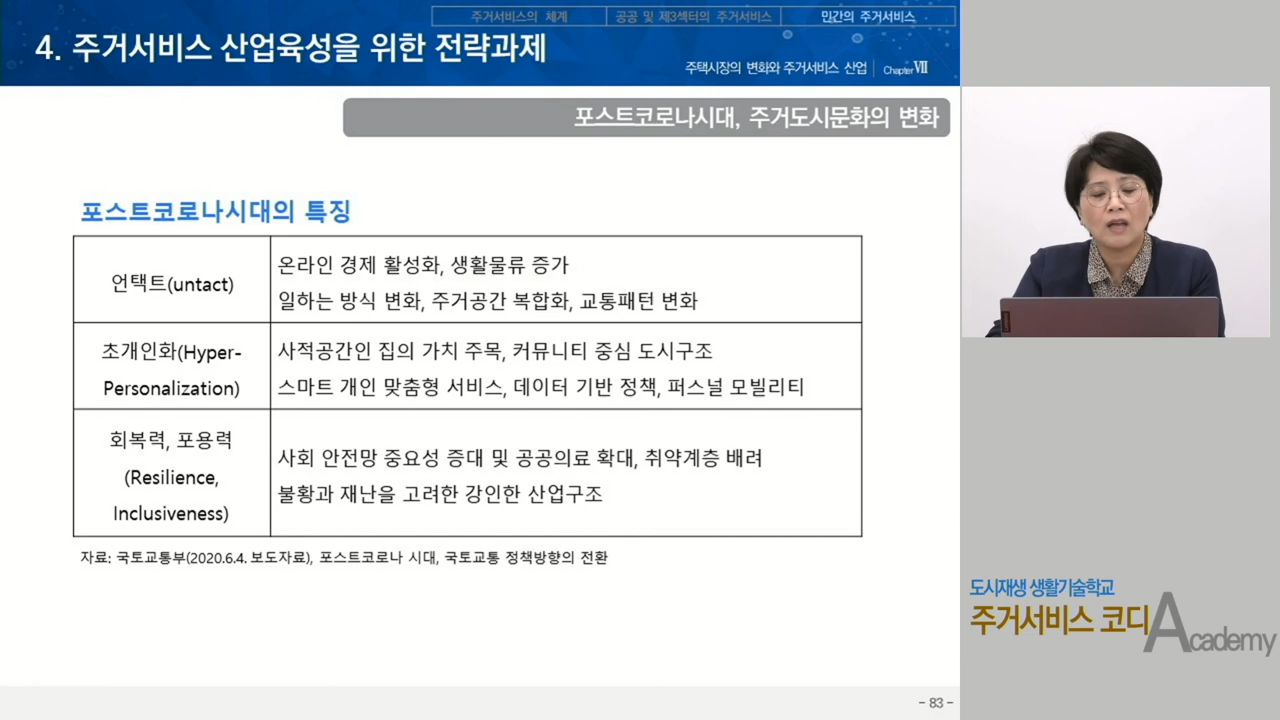 주거서비스의 체계
공공 및 제3섹터의 주거서비스
민간의 주거서비스
4. 주거서비스 산업육성을 위한 전략과제
주택시장의 변화와 주거서비스 산업
Chapter Ⅶ
포스트코로나시대, 주거도시문화의 변화
포스트코로나시대의 특징
언택트(untact)
온라인 경제 활성화, 생활물류 증가
일하는 방식 변화, 주거공간 복합화, 교통패턴 변화
초개인화(Hyper-
Personalization)
사적공간인 집의 가치 주목, 커뮤니티 중심 도시구조
스마트 개인 맞춤형 서비스, 데이터 기반 정책, 퍼스널 모빌리티
회복력, 포용력
(Resilience,
Inclusiveness)
사회 안전망 중요성 증대 및 공공의료 확대, 취약계층 배려
불황과 재난을 고려한 강인한 산업구조
자료: 국토교통부(2020.6.4. 보도자료), 포스트코로나 시대, 국토교통 정책방향의 전환
- 83 -
도시재생 생활기술학교
주거서비스 코디 Academy